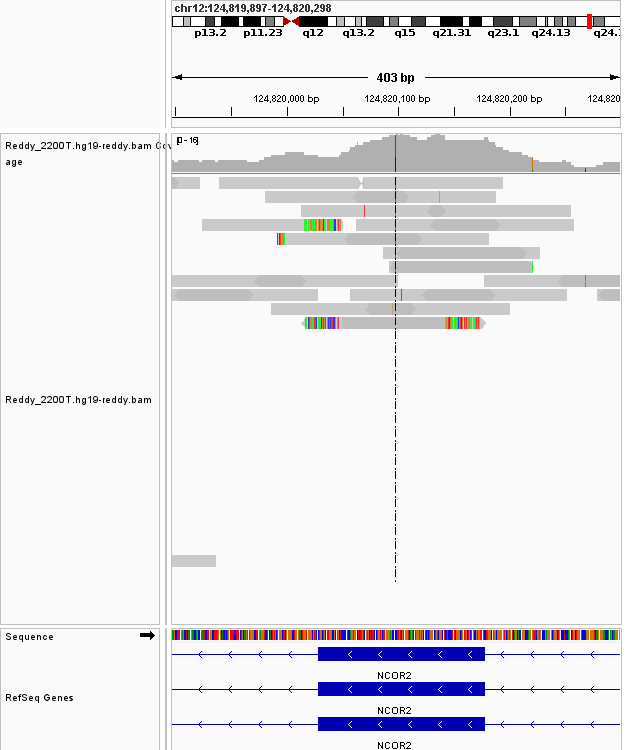 chr12:124,819,897-124,820,298
p13.2 p11.23 q12 q13.2 q15 q21.31 q23.1 q24.13 q24.
403 bp
124,820,000 bp 124,820,100 bp 124,820,200 bp 124,820
[0 - 16]
Reddy_2200T.hg19-reddy.bam Cov
age
Reddy_2200T.hg19-reddy.bam
Sequence
NCOR2
RefSeq Genes
NCOR2
NCOR2